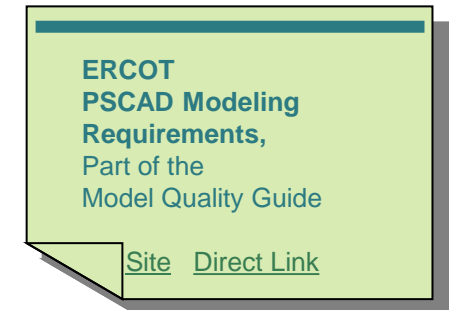 ERCOT
PSCAD Modeling
Requirements,
Part of the
Model Quality Guide
Site Direct Link